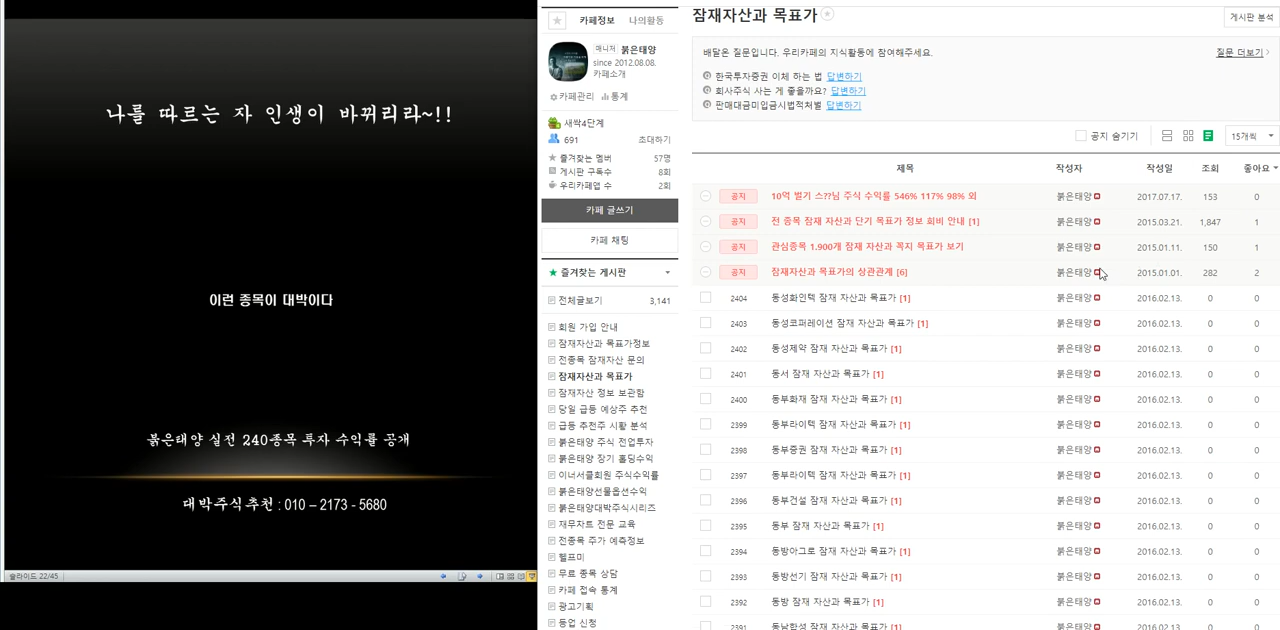 나를 따르는 자 인생이 바뀌리라~!!
이런 종목이 대박이다
붉은태양 실전 240종목 투자 수익률 공개
대박주식추천 : 010 – 2173 - 5680
슬라이드 22/45
카페정보 나의활동
매니저 붉은태양
since 2012.08.08.
카페소개
카페관리 통계
새싹4단계
691 초대하기
즐겨찾는 멤버 57명
게시판 구독수 8회
우리카페앱 수 2회
카페 글쓰기
카페 채팅
즐겨찾는 게시판
전체글보기 3,141
회원 가입 안내
잠재자산과 목표가정보
전종목 잠재자산 문의
잠재자산과 목표가
잠재자산 정보 보관함
당일 급등 예상주 추천
급등 추천주 시황 분석
붉은태양 주식 전업투자
붉은태양 장기 홀딩수익
이너서클회원 주식수익률
붉은태양선물옵션수익
붉은태양대박주식시리즈
재무차트 전문 교육
전종목 주가 예측정보
헬프미
무료 종목 상담
카페 접속 통계
광고기획
동업 신청
잠재자산과 목표가
게시판 분석
배달온 질문입니다. 우리카페의 지식활동에 참여해주세요. 질문 더보기
한국투자증권 이체 하는 법 답변하기
회사주식 사는 게 좋을까요? 답변하기
판매대금미입금시법적처벌 답변하기
공지 숨기기 15개씩
제목 작성자 작성일 조회 좋아요
공지 10억 벌기 스??님 주식 수익률 546% 117% 98% 외 붉은태양 2017.07.17. 153 0
공지 전 종목 잠재 자산과 단기 목표가 정보 회비 안내 [1] 붉은태양 2015.03.21. 1,847 1
공지 관심종목 1.900개 잠재 자산과 꼭지 목표가 보기 붉은태양 2015.01.11. 150 1
공지 잠재자산과 목표가의 상관관계 [6] 붉은태양 2015.01.01. 282 2
2404 동성화인텍 잠재 자산과 목표가 [1] 붉은태양 2016.02.13. 0 0
2403 동성코퍼레이션 잠재 자산과 목표가 [1] 붉은태양 2016.02.13. 0 0
2402 동성제약 잠재 자산과 목표가 [1] 붉은태양 2016.02.13. 0 0
2401 동서 잠재 자산과 목표가 [1] 붉은태양 2016.02.13. 0 0
2400 동부화재 잠재 자산과 목표가 [1] 붉은태양 2016.02.13. 0 0
2399 동부라이텍 잠재 자산과 목표가 [1] 붉은태양 2016.02.13. 0 0
2398 동부증권 잠재 자산과 목표가 [1] 붉은태양 2016.02.13. 0 0
2397 동부라이텍 잠재 자산과 목표가 [1] 붉은태양 2016.02.13. 0 0
2396 동부건설 잠재 자산과 목표가 [1] 붉은태양 2016.02.13. 0 0
2395 동부 잠재 자산과 목표가 [1] 붉은태양 2016.02.13. 0 0
2394 동방아그로 잠재 자산과 목표가 [1] 붉은태양 2016.02.13. 0 0
2393 동방선기 잠재 자산과 목표가 [1] 붉은태양 2016.02.13. 0 0
2392 동방 잠재 자산과 목표가 [1] 붉은태양 2016.02.13. 0 0
2391 동남합성 잠재 자산과 목표가 [1] 붉은태양 2016.02.13. 0 0